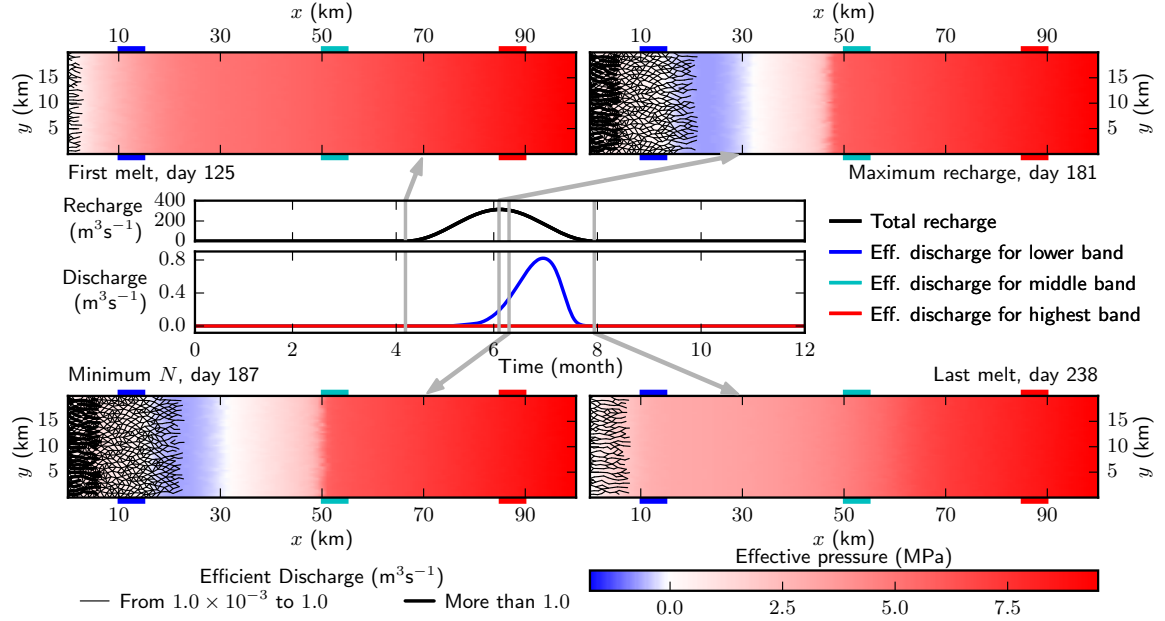 x (km)
x (km)
10 30 50 70 90
10 30 50 70 90
y (km)
15
10
5
15
10
5
y (km)
First melt, day 125
Maximum recharge, day 181
Recharge
(m³s⁻¹)
400
200
0
Discharge
(m³s⁻¹)
0.8
0.4
0.0
0 2 4 6 8 10 12
Time (month)
Total recharge
Eff. discharge for lower band
Eff. discharge for middle band
Eff. discharge for highest band
Minimum N, day 187
Last melt, day 238
y (km)
15
10
5
15
10
5
y (km)
10 30 50 70 90
10 30 50 70 90
x (km)
x (km)
Efficient Discharge (m³s⁻¹)
From 1.0 × 10⁻³ to 1.0
More than 1.0
Effective pressure (MPa)
0.0 2.5 5.0 7.5